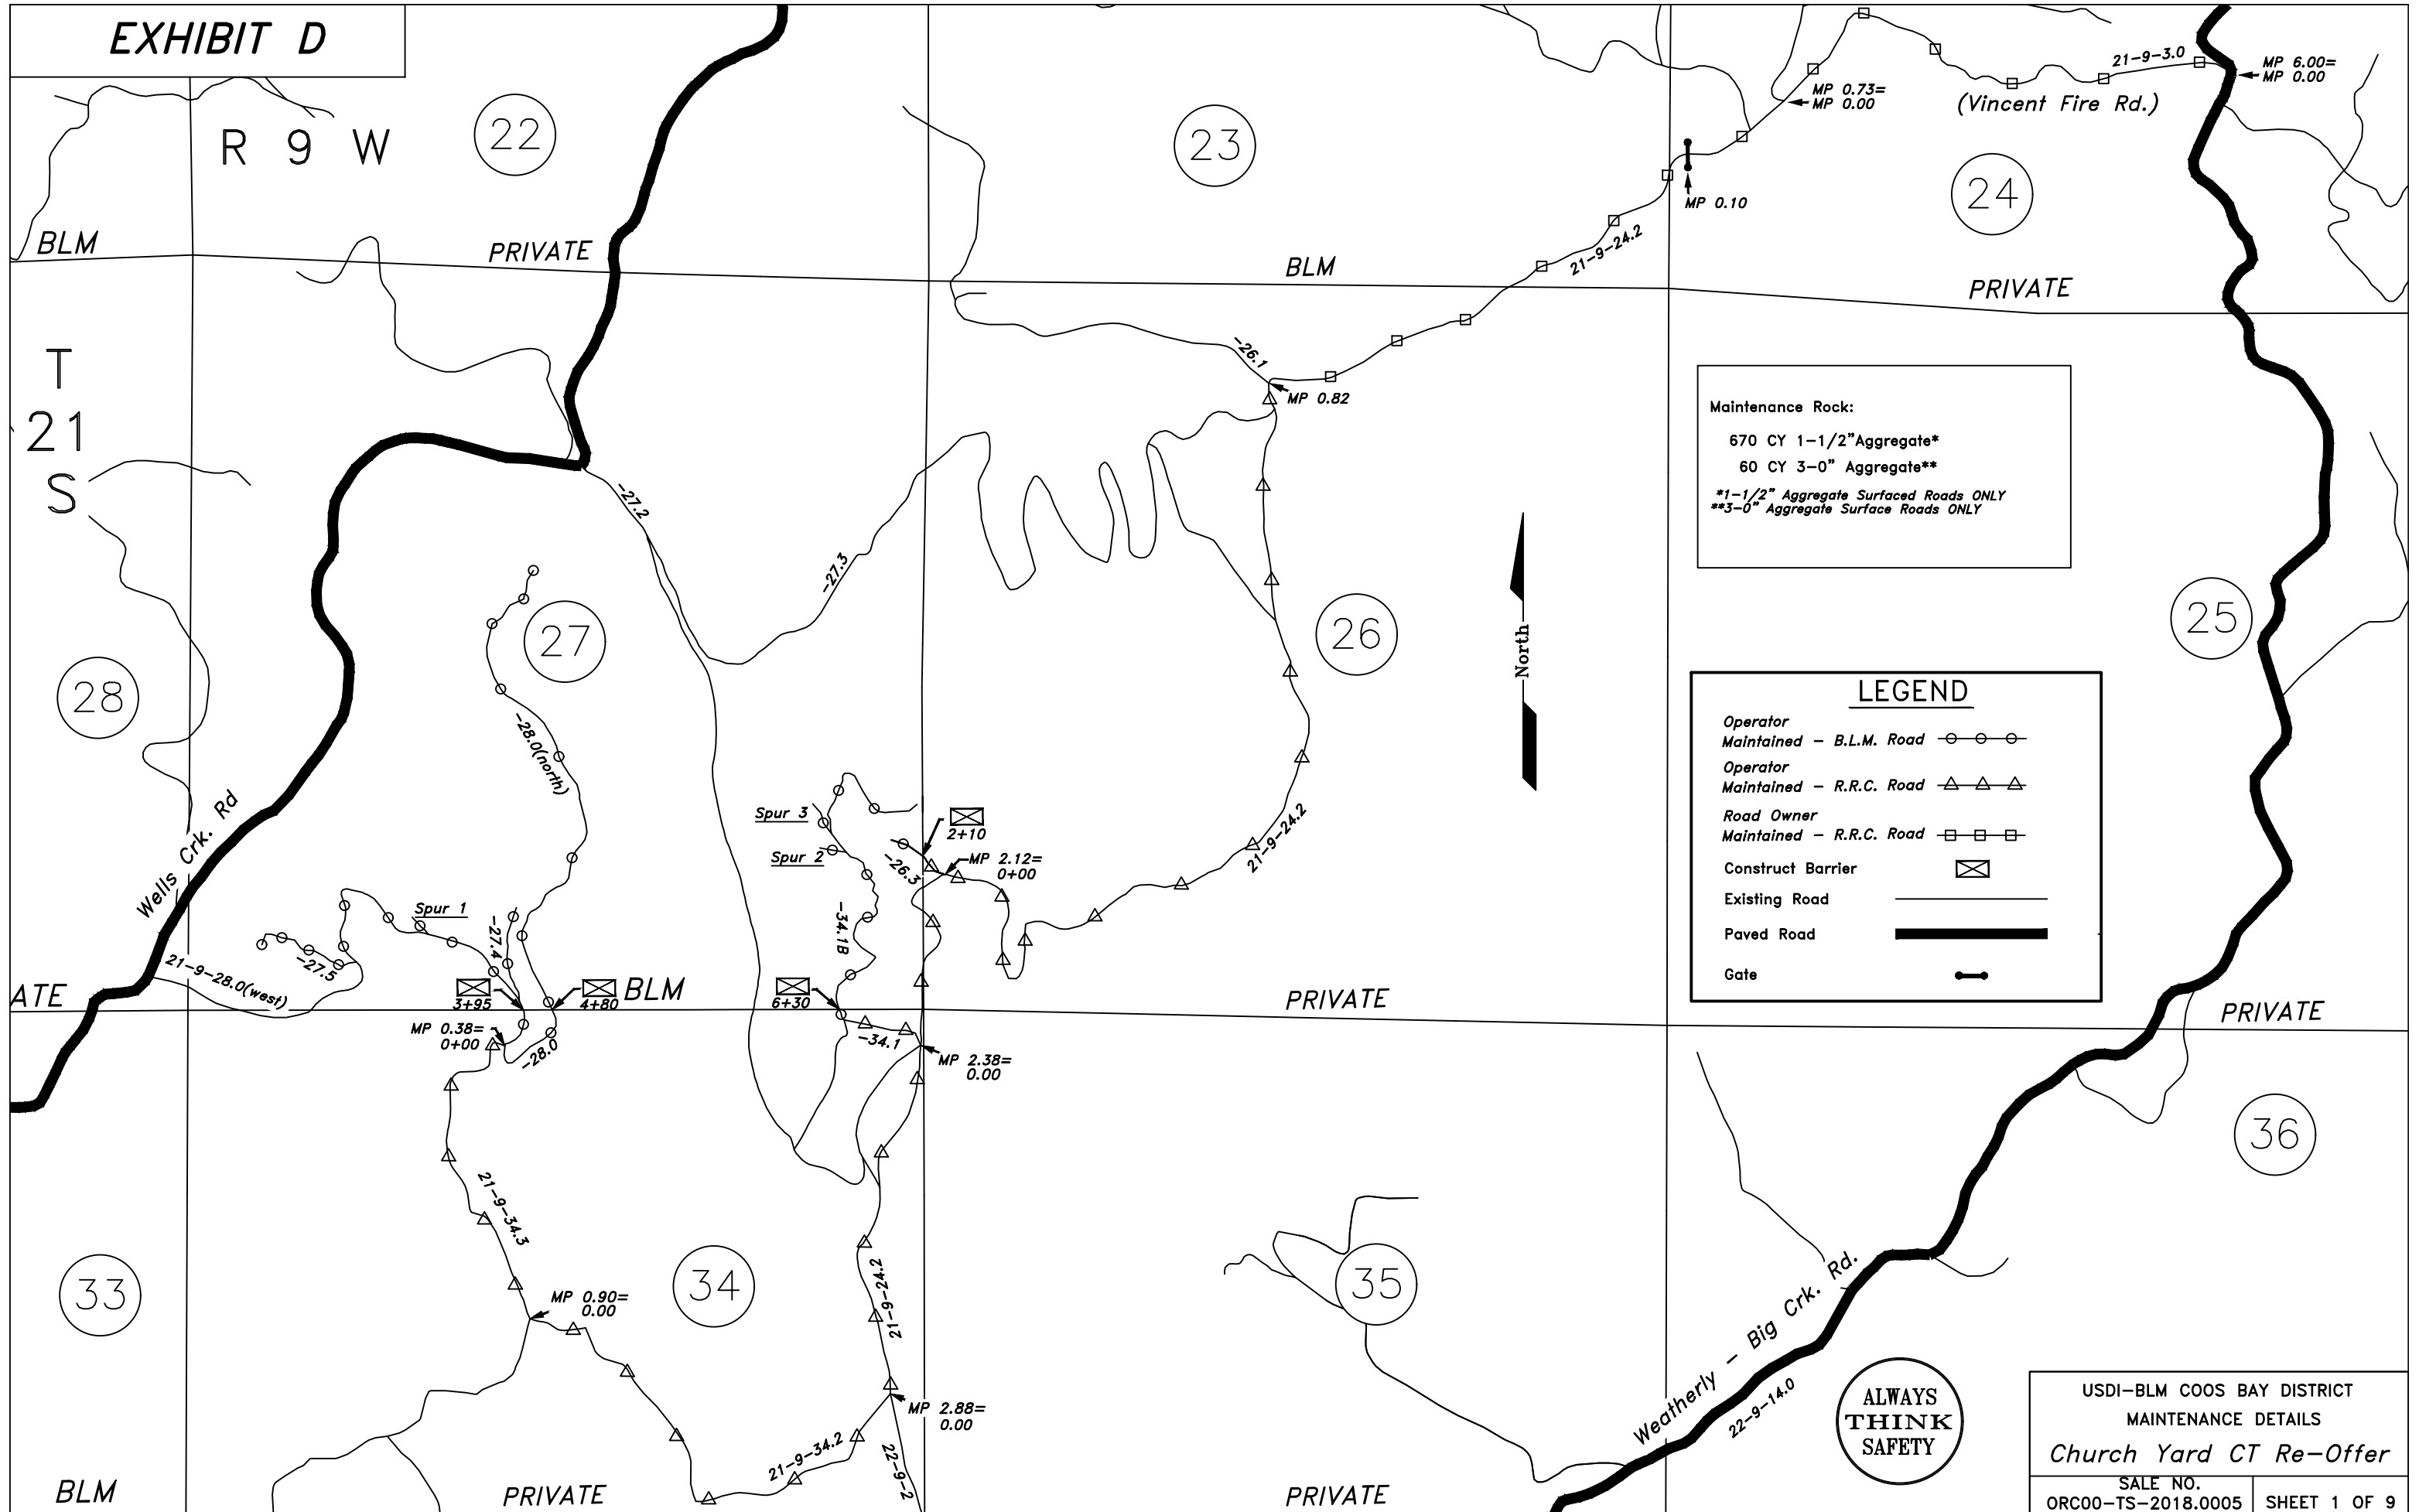 EXHIBIT D
R 9 W
22
23
24
21-9-3.0
(Vincent Fire Rd.)
MP 6.00=
MP 0.00
MP 0.73=
MP 0.00
MP 0.10
21-9-24.2
BLM
PRIVATE
BLM
PRIVATE
T
21
S
-26.1
MP 0.82
Maintenance Rock:
670 CY 1-1/2"Aggregate*
60 CY 3-0" Aggregate**
*1-1/2" Aggregate Surfaced Roads ONLY
**3-0" Aggregate Surface Roads ONLY
-27.2
-27.3
North
28
27
26
25
-28.0(north)
LEGEND
Operator
Maintained - B.L.M. Road
Operator
Maintained - R.R.C. Road
Road Owner
Maintained - R.R.C. Road
Construct Barrier
Existing Road
Paved Road
Gate
Wells Crk. Rd
Spur 3
Spur 2
2+10
-26.3
MP 2.12=
0+00
21-9-24.2
Spur 1
-27.4
-34.1B
-27.5
21-9-28.0(west)
ATE
3+95
4+80
BLM
6+30
PRIVATE
PRIVATE
MP 0.38=
0+00
-28.0
-34.1
MP 2.38=
0.00
36
21-9-34.3
33
34
35
MP 0.90=
0.00
21-9-24.2
MP 2.88=
0.00
21-9-34.2
22-9-2
Weatherly - Big Crk. Rd.
22-9-14.0
BLM
PRIVATE
PRIVATE
ALWAYS
THINK
SAFETY
USDI-BLM COOS BAY DISTRICT
MAINTENANCE DETAILS
Church Yard CT Re-Offer
SALE NO.
ORC00-TS-2018.0005
SHEET 1 OF 9